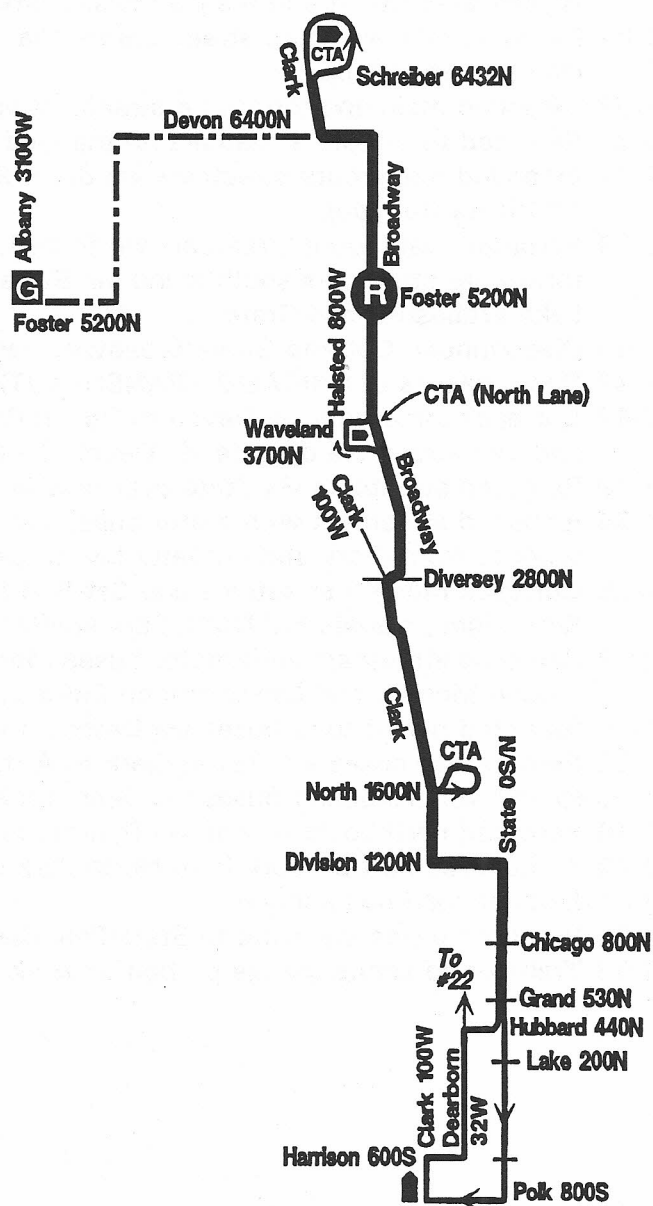 Clark
CTA
Schreiber 6432N
Devon 6400N
Albany 3100W
G
Foster 5200N
Broadway
R
Foster 5200N
Halsted 800W
CTA (North Lane)
Waveland
3700N
Clark
100W
Broadway
Diversey 2800N
Clark
CTA
North 1600N
State 0S/N
Division 1200N
Chicago 800N
To
#22
Grand 530N
Hubbard 440N
Lake 200N
Clark 100W
Dearborn
32W
Harrison 600S
Polk 800S